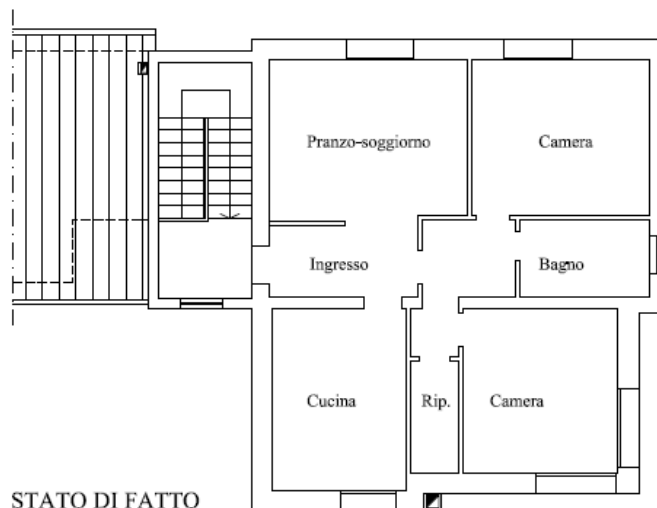 Pranzo-soggiorno
Camera
Ingresso
Bagno
Cucina
Rip.
Camera
STATO DI FATTO